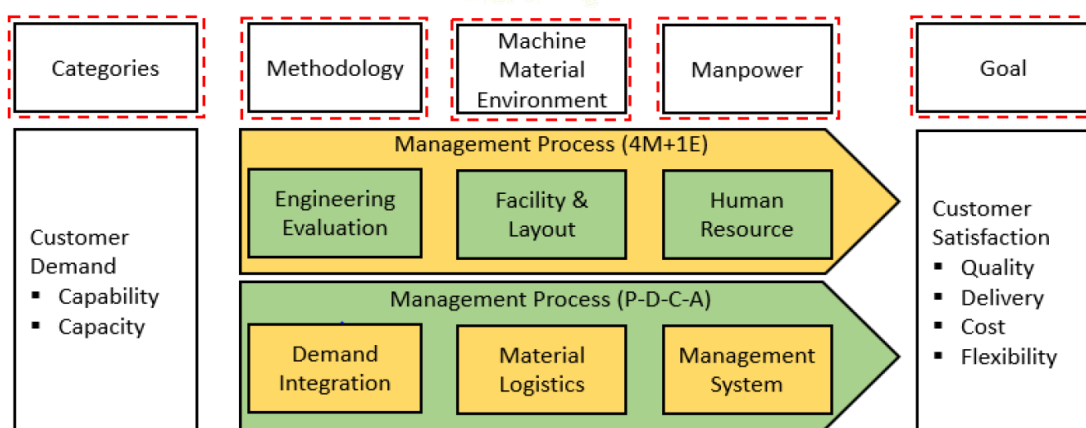 Categories
Methodology
Machine
Material
Environment
Manpower
Goal
Customer
Demand
▪ Capability
▪ Capacity
Management Process (4M+1E)
Engineering
Evaluation
Facility &
Layout
Human
Resource
Management Process (P-D-C-A)
Demand
Integration
Material
Logistics
Management
System
Customer
Satisfaction
▪ Quality
▪ Delivery
▪ Cost
▪ Flexibility